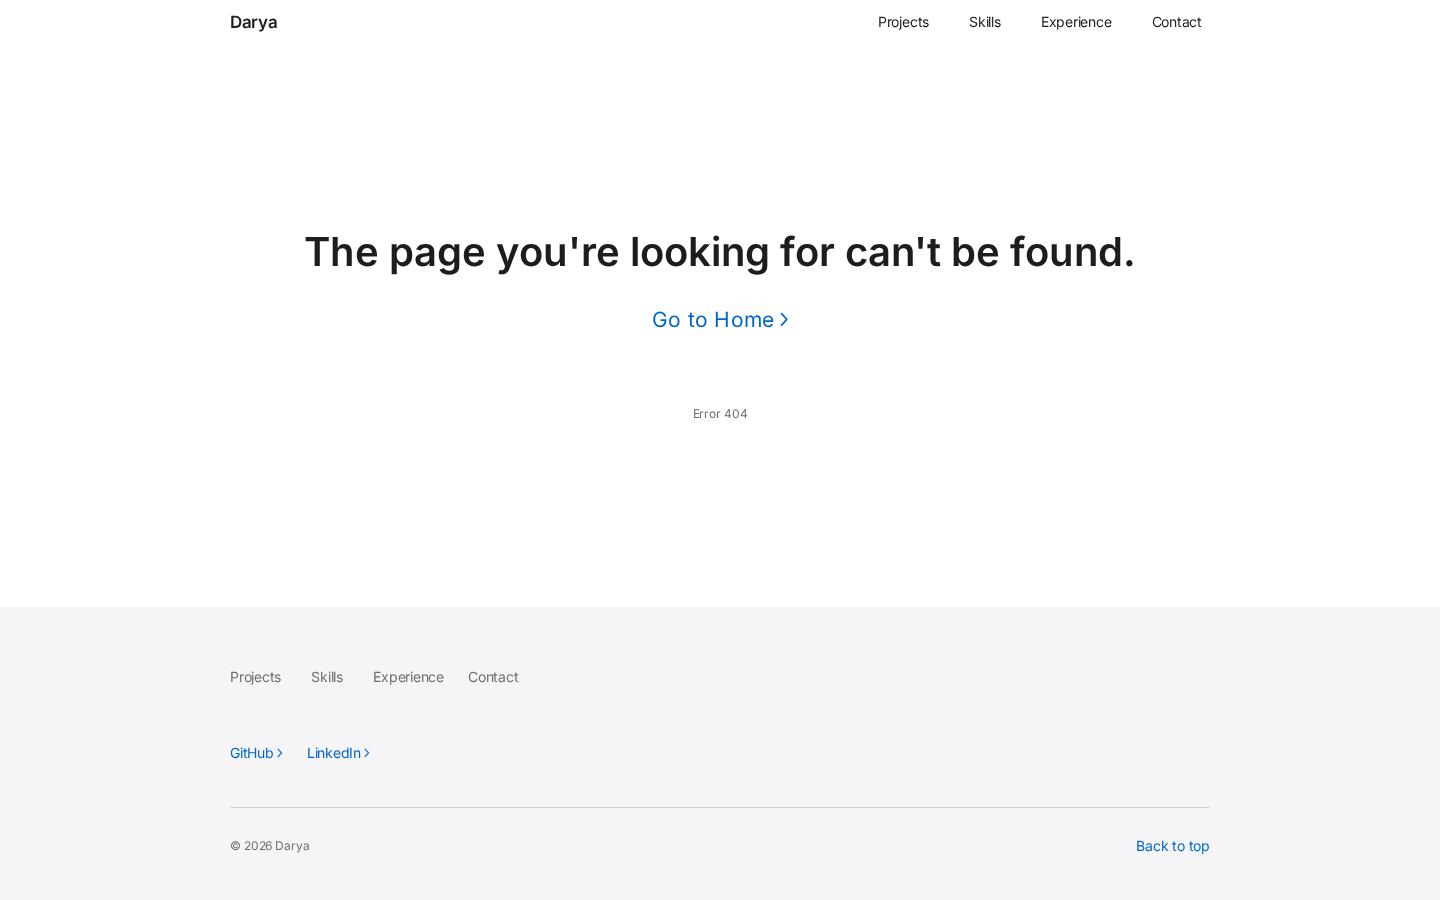 Darya Projects Skills Experience Contact
The page you're looking for can't be found.
Go to Home
Error 404
Projects Skills Experience Contact
GitHub LinkedIn
© 2026 Darya Back to top